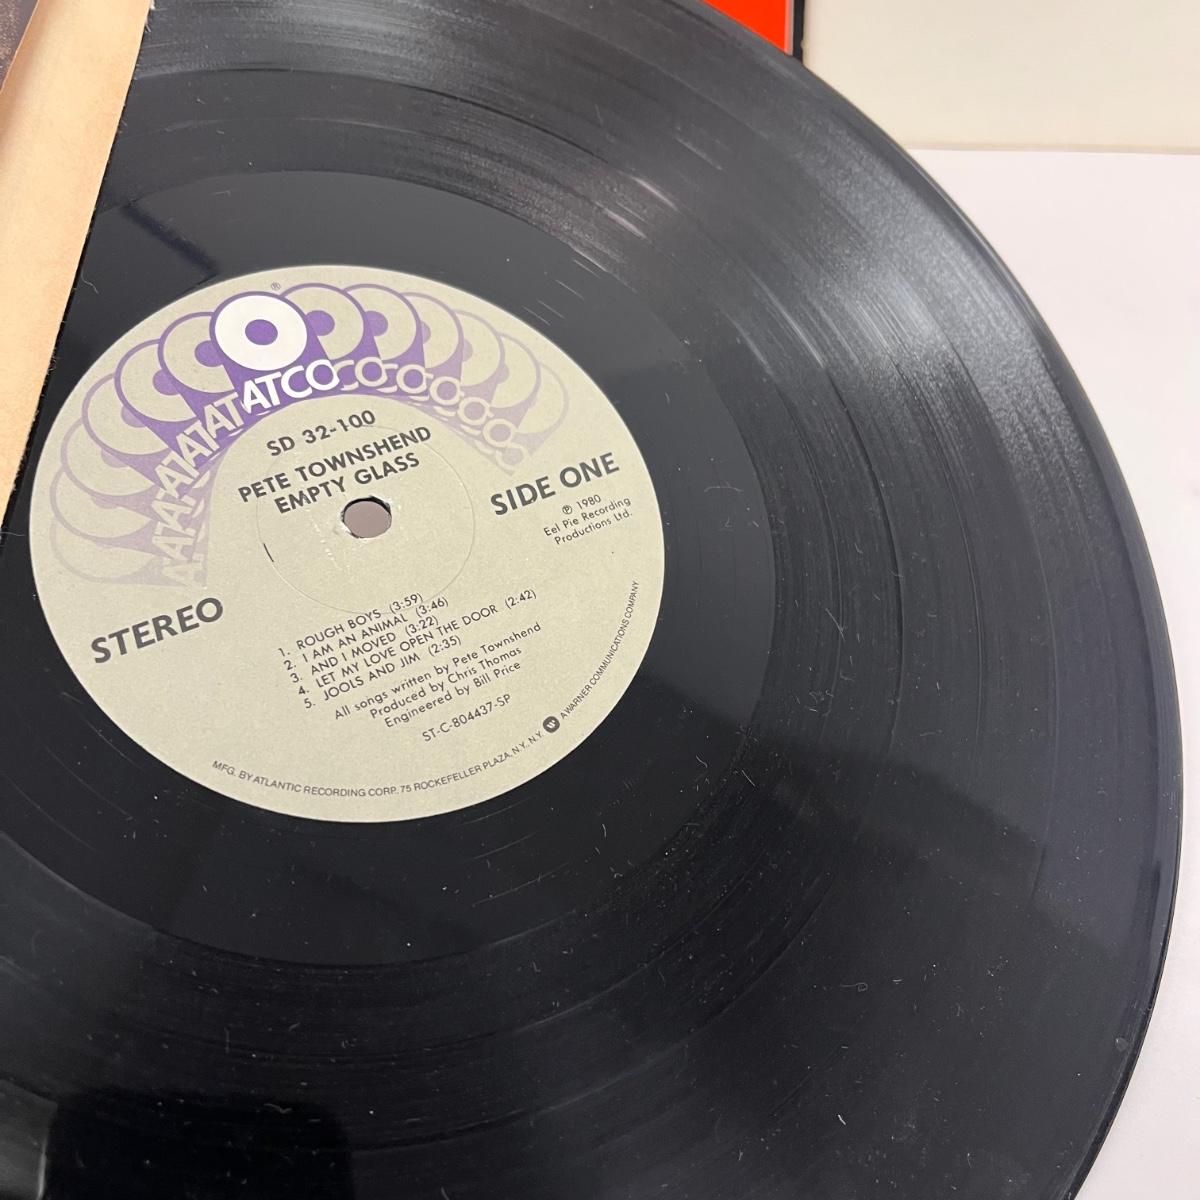 ®
ATCO
SD 32-100
PETE TOWNSHEND
EMPTY GLASS
SIDE ONE
℗ 1980
Eel Pie Recording
Productions Ltd.
STEREO
1. ROUGH BOYS (3:59)
2. I AM AN ANIMAL (3:46)
3. AND I MOVED (3:22)
4. LET MY LOVE OPEN THE DOOR (2:42)
5. JOOLS AND JIM (2:35)
All songs written by Pete Townshend
Produced by Chris Thomas
Engineered by Bill Price
ST-C-804437-SP
MFG. BY ATLANTIC RECORDING CORP. 75 ROCKEFELLER PLAZA, N.Y., N.Y. W A WARNER COMMUNICATIONS COMPANY